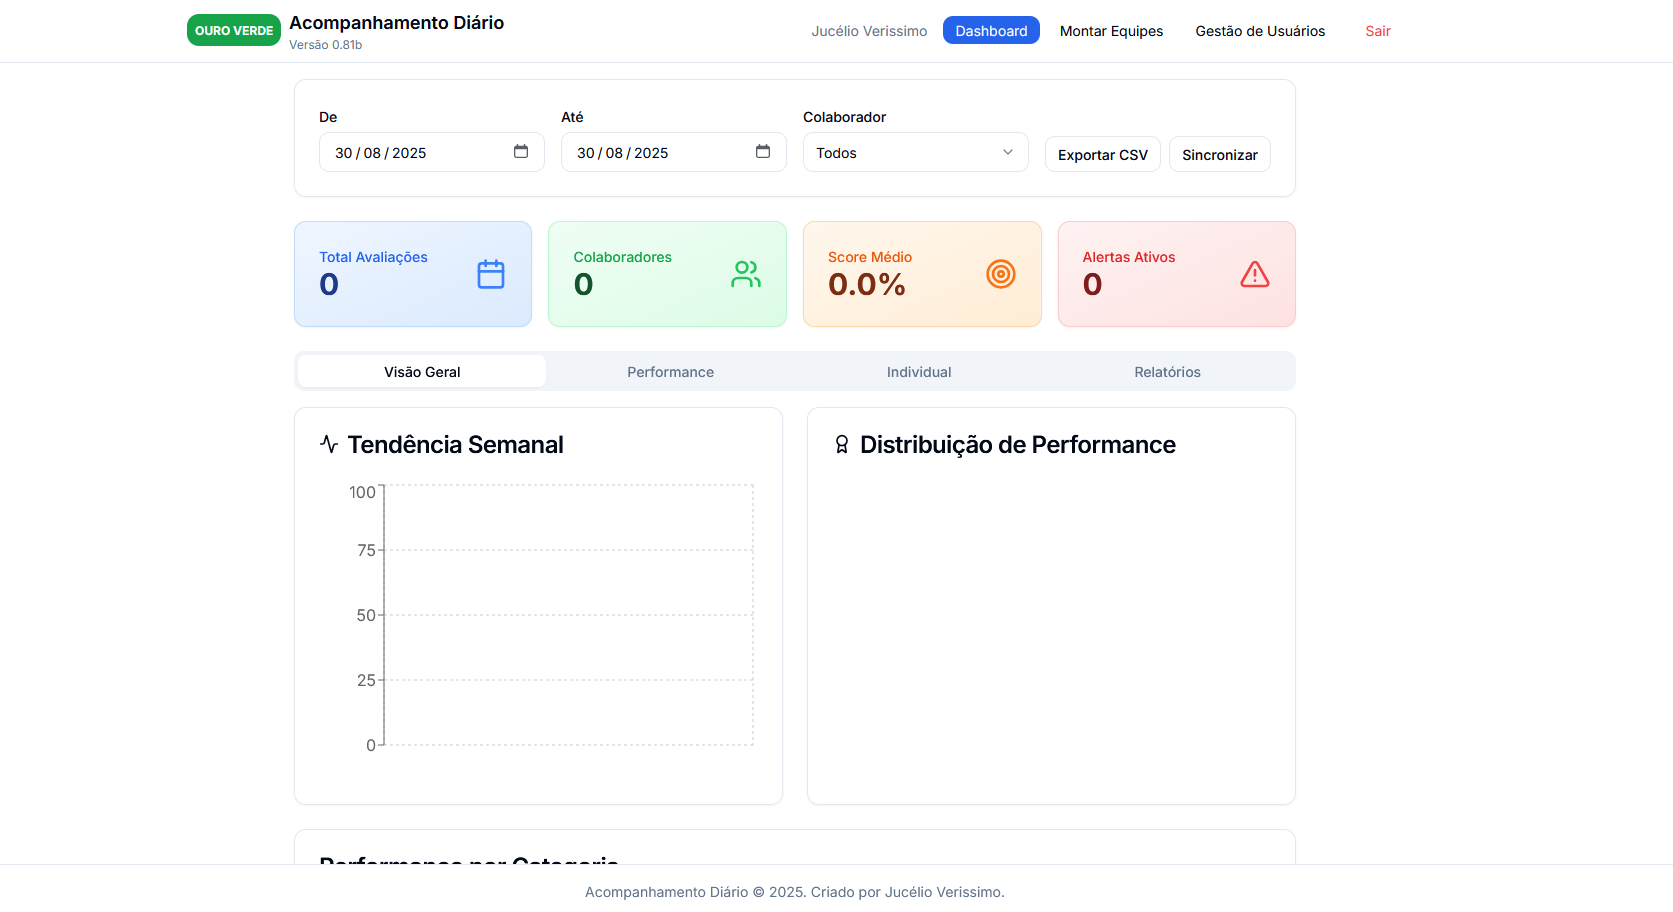 OURO VERDE
Acompanhamento Diário
Versão 0.81b
Jucélio Verissimo
Dashboard
Montar Equipes
Gestão de Usuários
Sair
De
30/08/2025
Até
30/08/2025
Colaborador
Todos
Exportar CSV
Sincronizar
Total Avaliações
0
Colaboradores
0
Score Médio
0.0%
Alertas Ativos
0
Visão Geral
Performance
Individual
Relatórios
Tendência Semanal
100
75
50
25
0
Distribuição de Performance
Performance por Categoria
Acompanhamento Diário © 2025. Criado por Jucélio Verissimo.